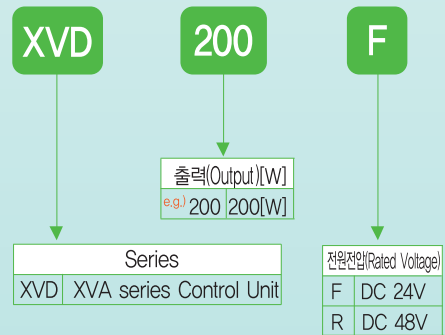 XVD 200 F
출력(Output)[W]
e.g.) 200 200[W]
Series
XVD XVA series Control Unit
전원전압(Rated Voltage)
F DC 24V
R DC 48V